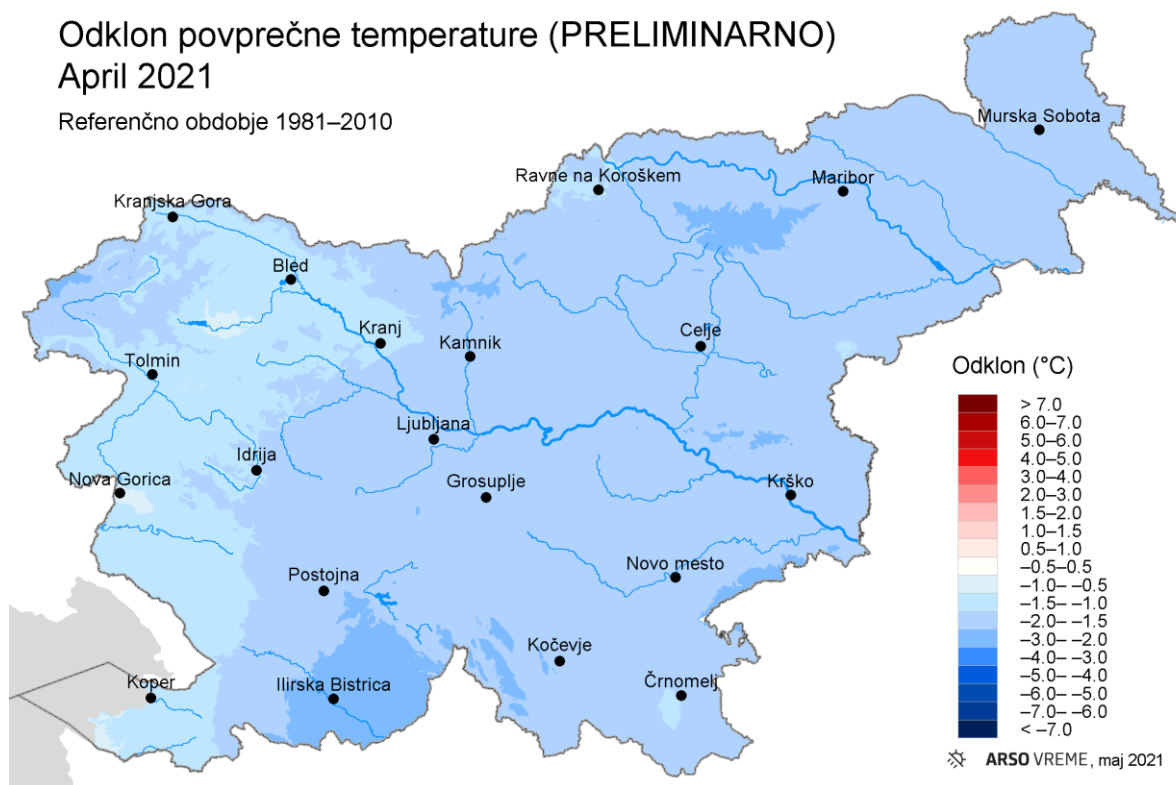 Odklon povprečne temperature (PRELIMINARNO)
April 2021
Referenčno obdobje 1981–2010
Murska Sobota
Ravne na Koroškem
Maribor
Kranjska Gora
Bled
Kranj
Kamnik
Celje
Tolmin
Ljubljana
Idrija
Nova Gorica
Grosuplje
Krško
Postojna
Novo mesto
Kočevje
Koper
Ilirska Bistrica
Črnomelj
Odklon (°C)
> 7.0
6.0–7.0
5.0–6.0
4.0–5.0
3.0–4.0
2.0–3.0
1.5–2.0
1.0–1.5
0.5–1.0
–0.5–0.5
–1.0– –0.5
–1.5– –1.0
–2.0– –1.5
–3.0– –2.0
–4.0– –3.0
–5.0– –4.0
–6.0– –5.0
–7.0– –6.0
< –7.0
ARSO VREME, maj 2021